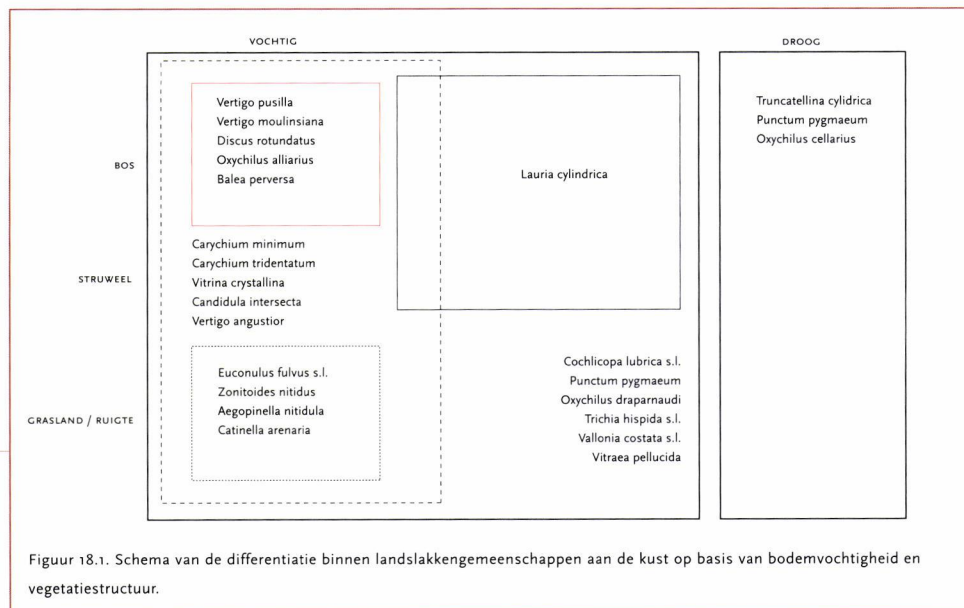 VOCHTIG
DROOG
BOS
STRUWEEL
GRASLAND / RUIGTE
Vertigo pusilla
Vertigo moulinsiana
Discus rotundatus
Oxychilus alliarius
Balea perversa
Carychium minimum
Carychium tridentatum
Vitrina crystallina
Candidula intersecta
Vertigo angustior
Euconulus fulvus s.l.
Zonitoides nitidus
Aegopinella nitidula
Catinella arenaria
Lauria cylindrica
Cochlicopa lubrica s.l.
Punctum pygmaeum
Oxychilus draparnaudi
Trichia hispida s.l.
Vallonia costata s.l.
Vitraea pellucida
Truncatellina cylidrica
Punctum pygmaeum
Oxychilus cellarius
Figuur 18.1. Schema van de differentiatie binnen landslakkengemeenschappen aan de kust op basis van bodemvochtigheid en
vegetatiestructuur.